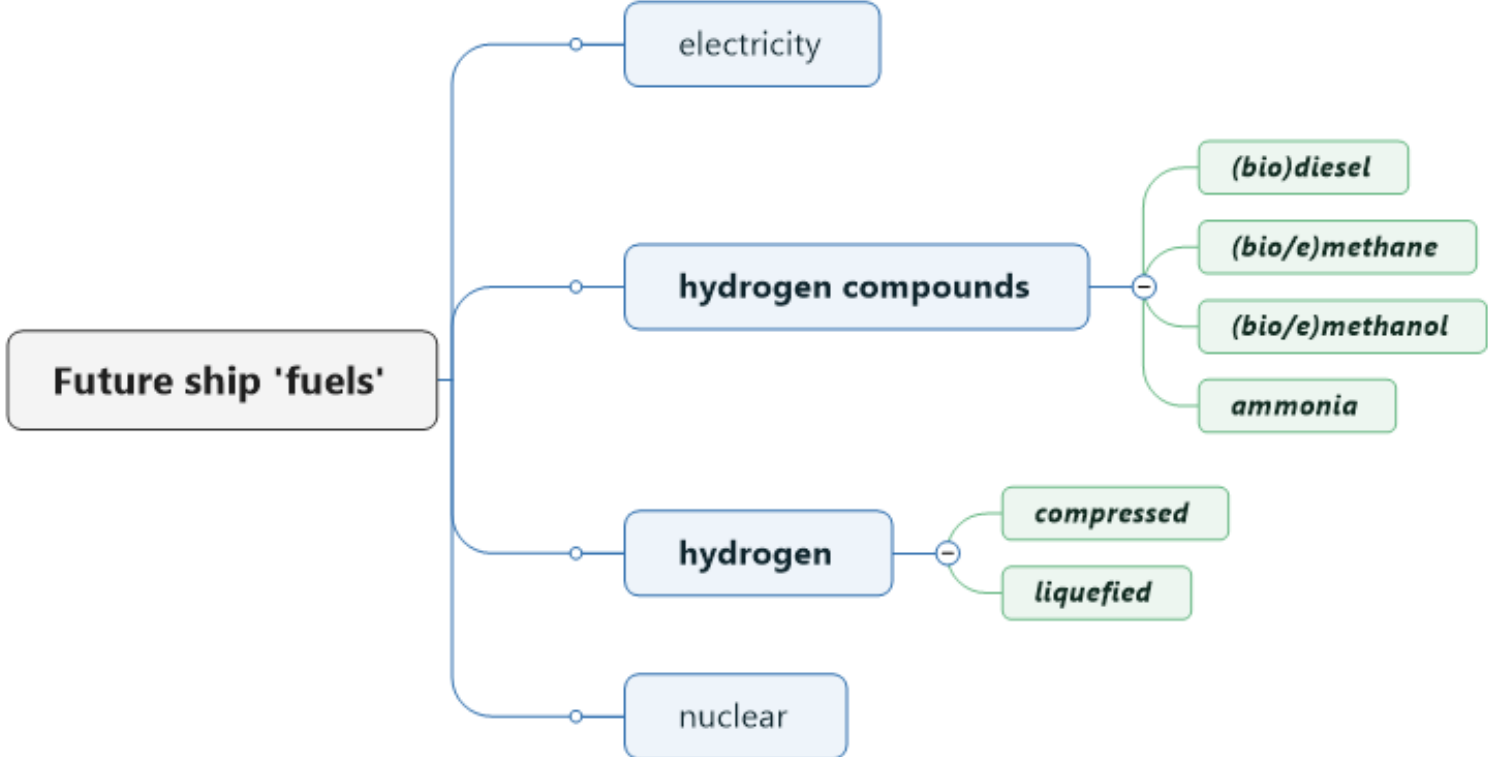 Future ship 'fuels'
electricity
hydrogen compounds
(bio)diesel
(bio/e)methane
(bio/e)methanol
ammonia
hydrogen
compressed
liquefied
nuclear